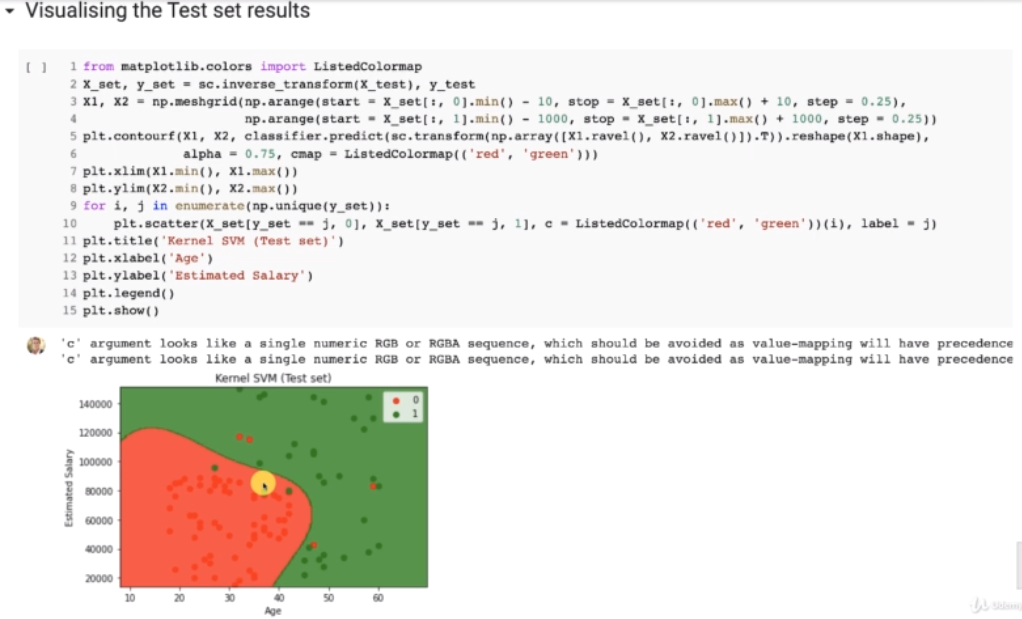 Visualising the Test set results
[ ]
1 from matplotlib.colors import ListedColormap
2 X_set, y_set = sc.inverse_transform(X_test), y_test
3 X1, X2 = np.meshgrid(np.arange(start = X_set[:, 0].min() - 10, stop = X_set[:, 0].max() + 10, step = 0.25),
4                      np.arange(start = X_set[:, 1].min() - 1000, stop = X_set[:, 1].max() + 1000, step = 0.25))
5 plt.contourf(X1, X2, classifier.predict(sc.transform(np.array([X1.ravel(), X2.ravel()]).T)).reshape(X1.shape),
6              alpha = 0.75, cmap = ListedColormap(('red', 'green')))
7 plt.xlim(X1.min(), X1.max())
8 plt.ylim(X2.min(), X2.max())
9 for i, j in enumerate(np.unique(y_set)):
10     plt.scatter(X_set[y_set == j, 0], X_set[y_set == j, 1], c = ListedColormap(('red', 'green'))(i), label = j)
11 plt.title('Kernel SVM (Test set)')
12 plt.xlabel('Age')
13 plt.ylabel('Estimated Salary')
14 plt.legend()
15 plt.show()
'c' argument looks like a single numeric RGB or RGBA sequence, which should be avoided as value-mapping will have precedence
'c' argument looks like a single numeric RGB or RGBA sequence, which should be avoided as value-mapping will have precedence
Kernel SVM (Test set)
0
1
140000
120000
100000
80000
60000
40000
20000
Estimated Salary
10 20 30 40 50 60
Age
Udemy